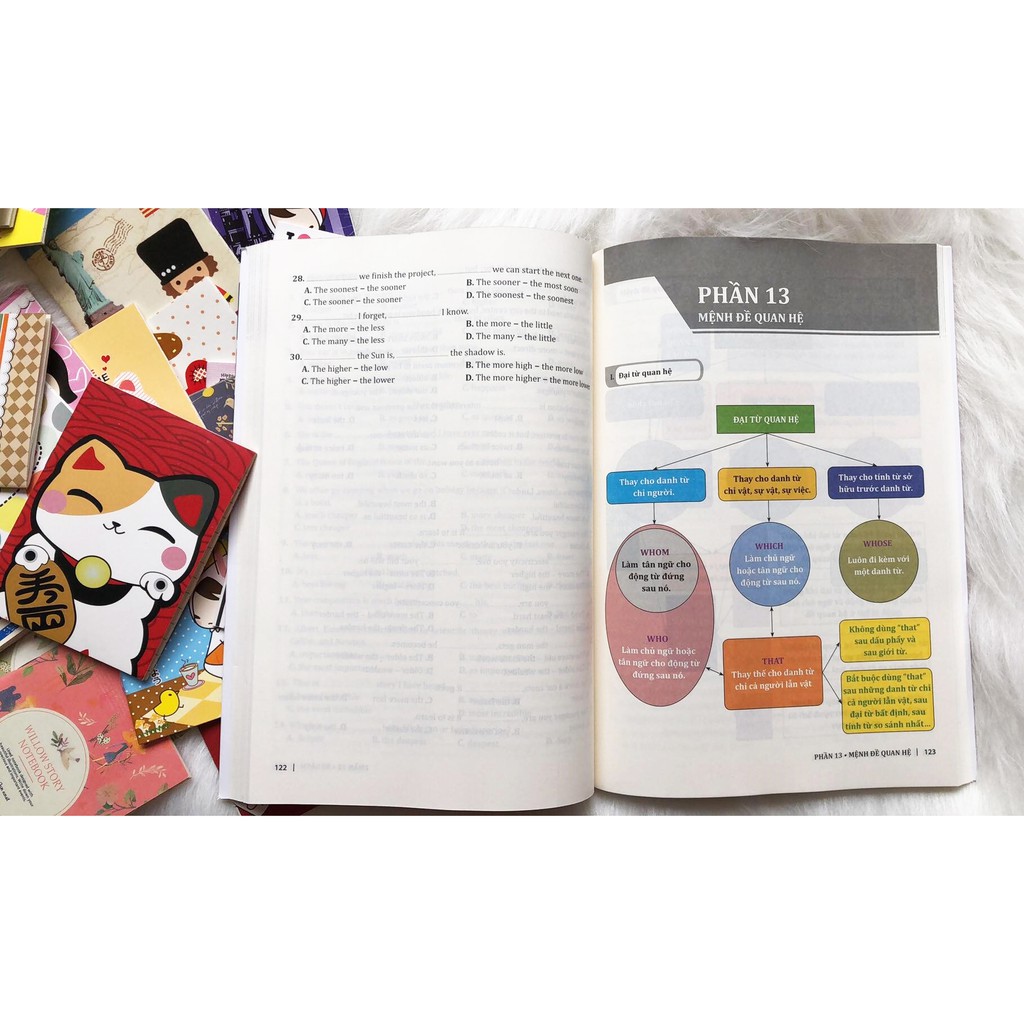 28. ____________ we finish the project, ____________ we can start the next one.
A. The soonest – the sooner B. The sooner – the most soon
C. The sooner – the sooner D. The soonest – the soonest
29. ____________ I forget, ____________ I know.
A. The more – the less B. the more – the little
C. The many – the less D. The many – the little
30. ____________ the Sun is, ____________ the shadow is.
A. The higher – the low B. The more high – the more low
C. The higher – the lower D. The more higher – the more lower
122 |
PHẦN 13
MỆNH ĐỀ QUAN HỆ
I. Đại từ quan hệ
ĐẠI TỪ QUAN HỆ
Thay cho danh từ
chỉ người.
Thay cho danh từ
chỉ vật, sự vật, sự việc.
Thay cho tính từ sở
hữu trước danh từ.
WHOM
Làm tân ngữ cho
động từ đứng
sau nó.
WHICH
Làm chủ ngữ
hoặc tân ngữ cho
động từ sau nó.
WHOSE
Luôn đi kèm với
một danh từ.
WHO
Làm chủ ngữ hoặc
tân ngữ cho động từ
đứng sau nó.
THAT
Thay thế cho danh từ
chỉ cả người lẫn vật
Không dùng "that"
sau dấu phẩy và
sau giới từ.
Bắt buộc dùng "that"
sau những danh từ chỉ
cả người lẫn vật, sau
đại từ bất định, sau
tính từ so sánh nhất...
PHẦN 13 • MỆNH ĐỀ QUAN HỆ | 123
WILLOW STORY
NOTEBOOK